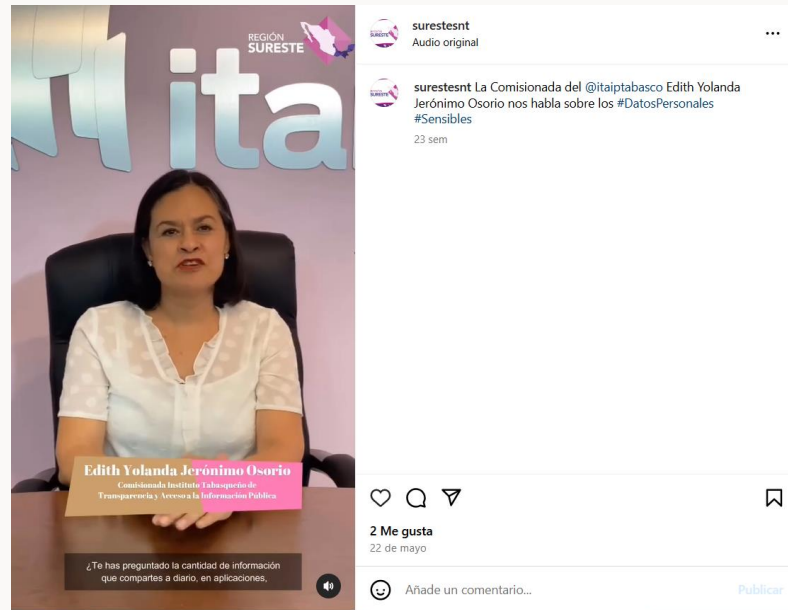 REGIÓN
SURESTE
ita
Edith Yolanda Jerónimo Osorio
Comisionada Instituto Tabasqueño de
Transparencia y Acceso a la Información Pública
¿Te has preguntado la cantidad de información
que compartes a diario, en aplicaciones,
surestesnt
Audio original
surestesnt La Comisionada del @itaiptabasco Edith Yolanda
Jerónimo Osorio nos habla sobre los #DatosPersonales
#Sensibles
23 sem
2 Me gusta
22 de mayo
Añade un comentario...
Publicar